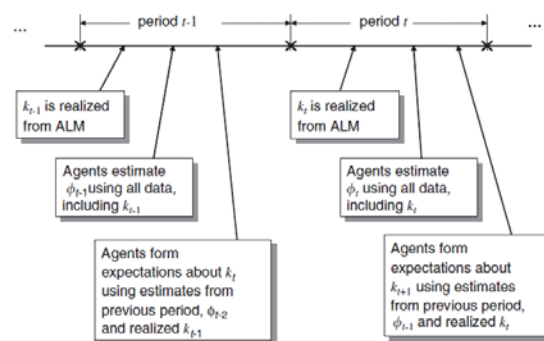 ... period t-1 period t ...
k_{t-1} is realized
from ALM
k_t is realized
from ALM
Agents estimate
ϕ_{t-1} using all data,
including k_{t-1}
Agents estimate
ϕ_t using all data,
including k_t
Agents form
expectations about k_t
using estimates from
previous period, ϕ_{t-2}
and realized k_{t-1}
Agents form
expectations about
k_{t+1} using estimates
from previous period,
ϕ_{t-1} and realized k_t